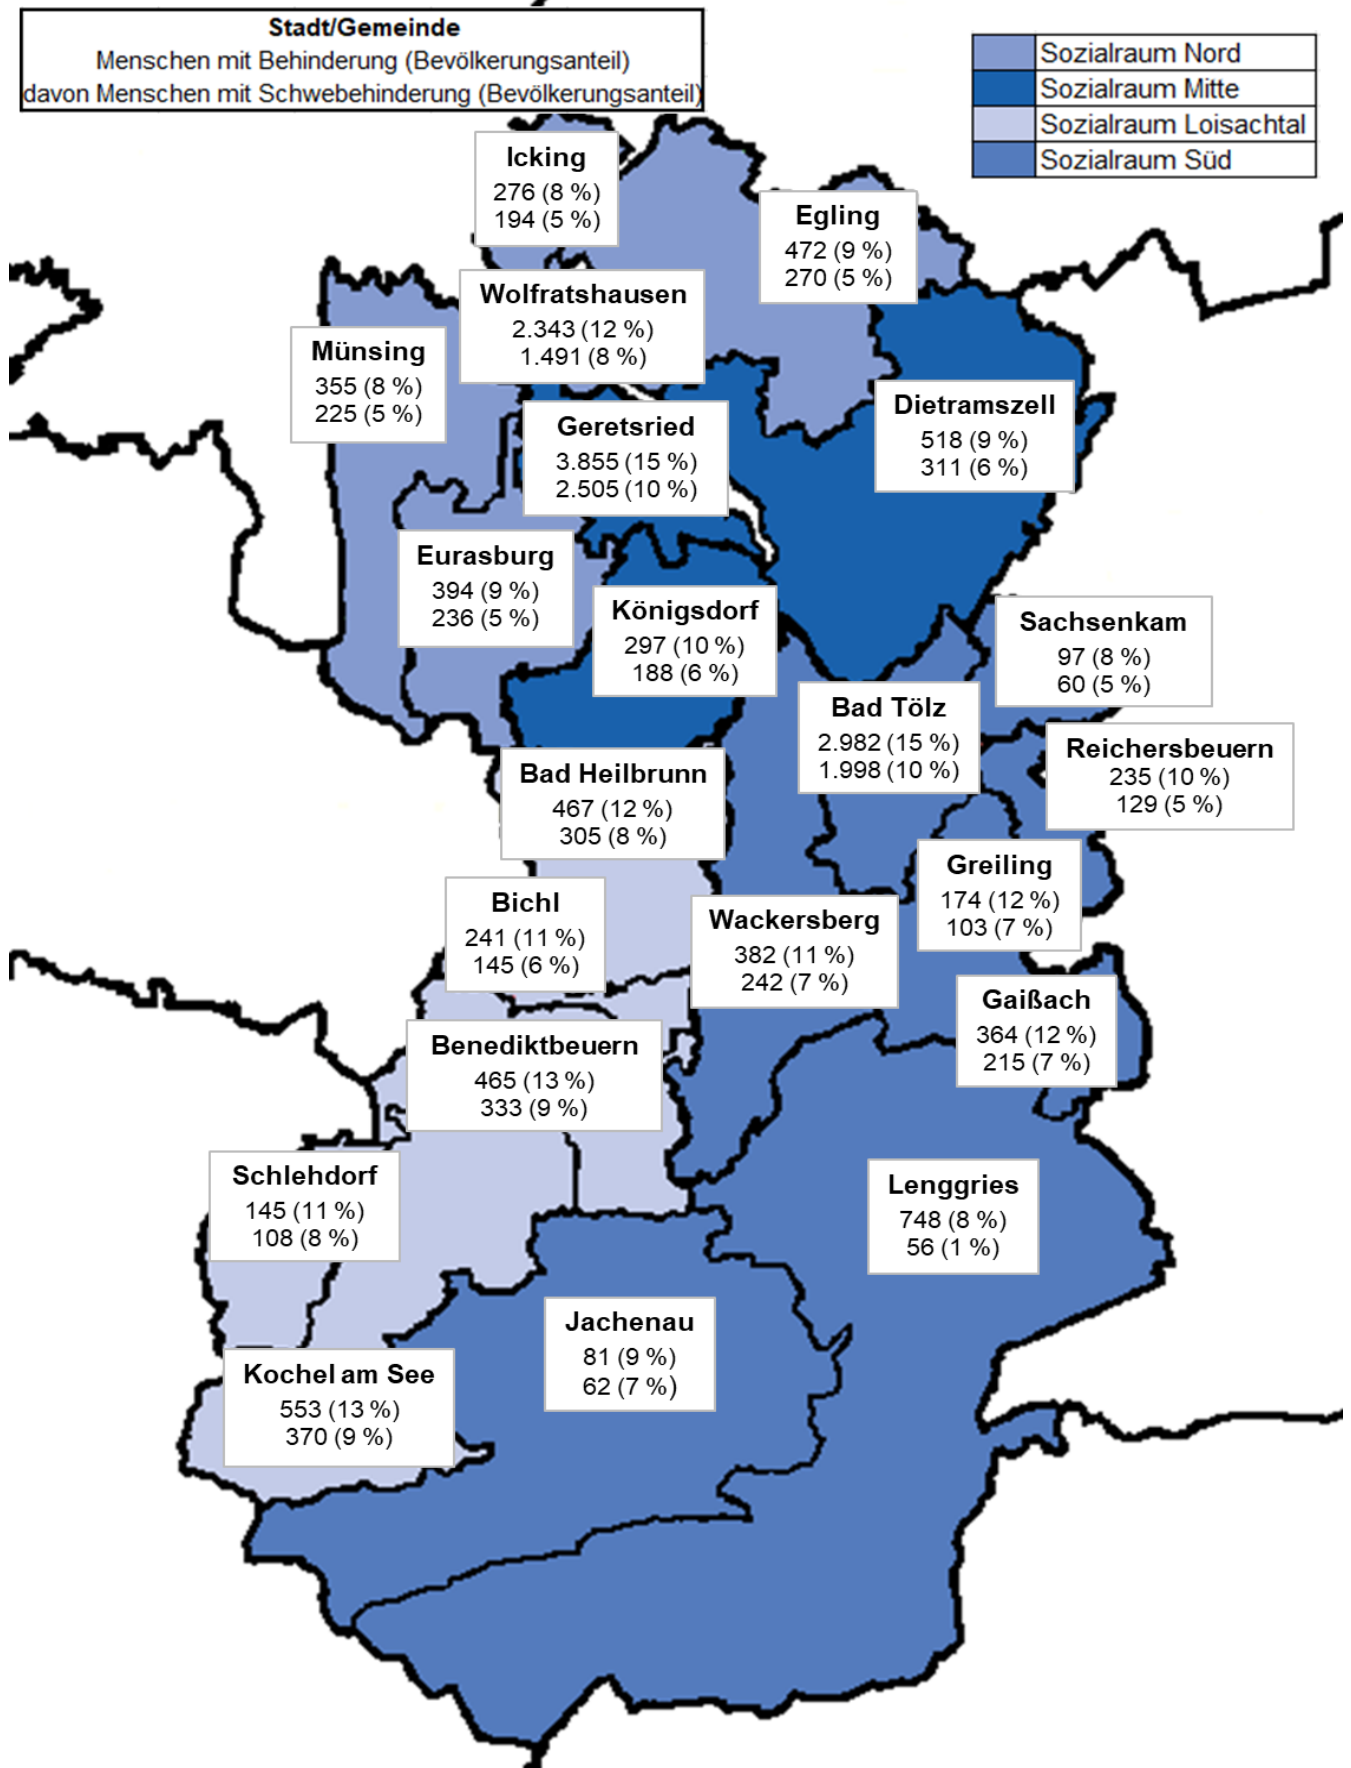 Stadt/Gemeinde
Menschen mit Behinderung (Bevölkerungsanteil)
davon Menschen mit Schwebehinderung (Bevölkerungsanteil)
Sozialraum Nord
Sozialraum Mitte
Sozialraum Loisachtal
Sozialraum Süd
Icking
276 (8 %)
194 (5 %)
Egling
472 (9 %)
270 (5 %)
Wolfratshausen
2.343 (12 %)
1.491 (8 %)
Münsing
355 (8 %)
225 (5 %)
Dietramszell
518 (9 %)
311 (6 %)
Geretsried
3.855 (15 %)
2.505 (10 %)
Eurasburg
394 (9 %)
236 (5 %)
Königsdorf
297 (10 %)
188 (6 %)
Sachsenkam
97 (8 %)
60 (5 %)
Bad Tölz
2.982 (15 %)
1.998 (10 %)
Reichersbeuern
235 (10 %)
129 (5 %)
Bad Heilbrunn
467 (12 %)
305 (8 %)
Greiling
174 (12 %)
103 (7 %)
Bichl
241 (11 %)
145 (6 %)
Wackersberg
382 (11 %)
242 (7 %)
Gaißach
364 (12 %)
215 (7 %)
Benediktbeuern
465 (13 %)
333 (9 %)
Schlehdorf
145 (11 %)
108 (8 %)
Lenggries
748 (8 %)
56 (1 %)
Jachenau
81 (9 %)
62 (7 %)
Kochel am See
553 (13 %)
370 (9 %)